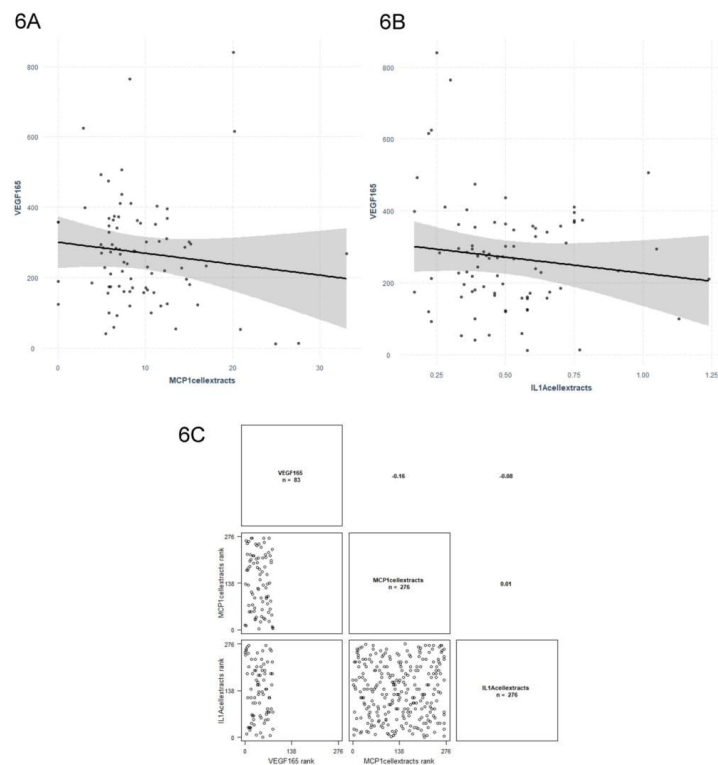 6A
800
600
400
200
0
VEGF165
0
10
20
30
MCP1cellextracts
6B
800
600
400
200
0
VEGF165
0.25
0.50
0.75
1.00
1.25
IL1Acellextracts
6C
VEGF165
n = 83
-0.16
-0.08
276
138
0
MCP1cellextracts rank
MCP1cellextracts
n = 276
0.01
276
138
0
IL1Acellextracts rank
IL1Acellextracts
n = 276
0
138
276
VEGF165 rank
0
138
276
MCP1cellextracts rank